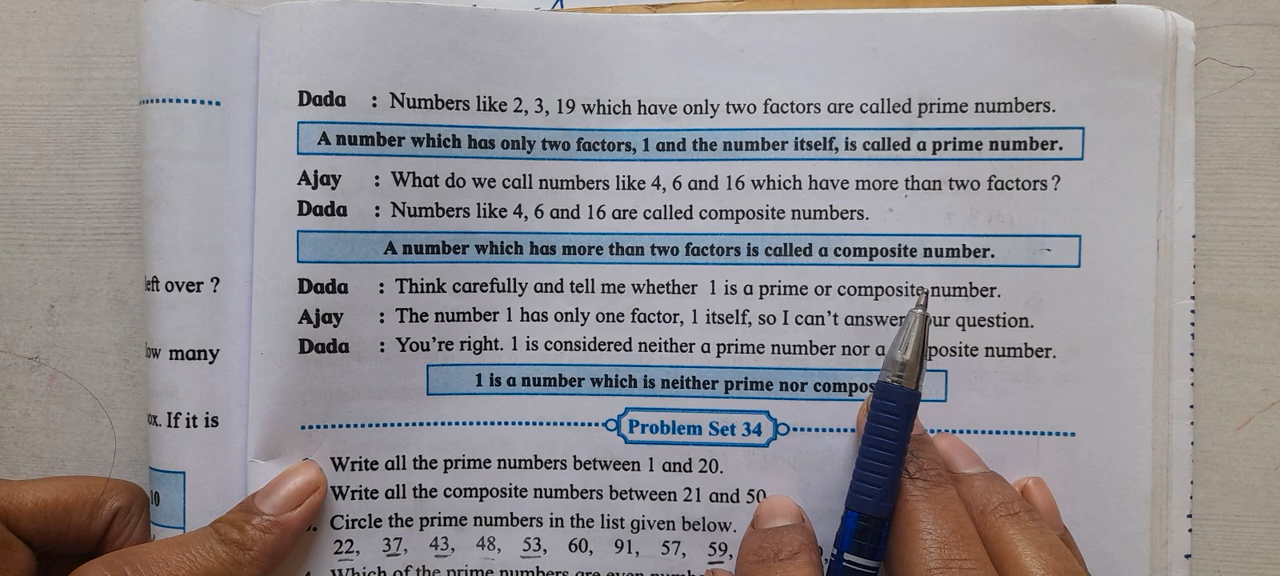 Dada : Numbers like 2, 3, 19 which have only two factors are called prime numbers.
A number which has only two factors, 1 and the number itself, is called a prime number.
Ajay : What do we call numbers like 4, 6 and 16 which have more than two factors ?
Dada : Numbers like 4, 6 and 16 are called composite numbers.
A number which has more than two factors is called a composite number.
left over ?
Dada : Think carefully and tell me whether 1 is a prime or composite number.
Ajay : The number 1 has only one factor, 1 itself, so I can't answer question.
ow many
Dada : You're right. 1 is considered neither a prime number nor a number.
1 is a number which is neither prime nor
ox. If it is
Problem Set 34
Write all the prime numbers between 1 and 20.
10
Write all the composite numbers between 21 and 50
Circle the prime numbers in the list given below.
22, 37, 43, 48, 53, 60, 91, 57, 59,
Which of the prime numbers are even